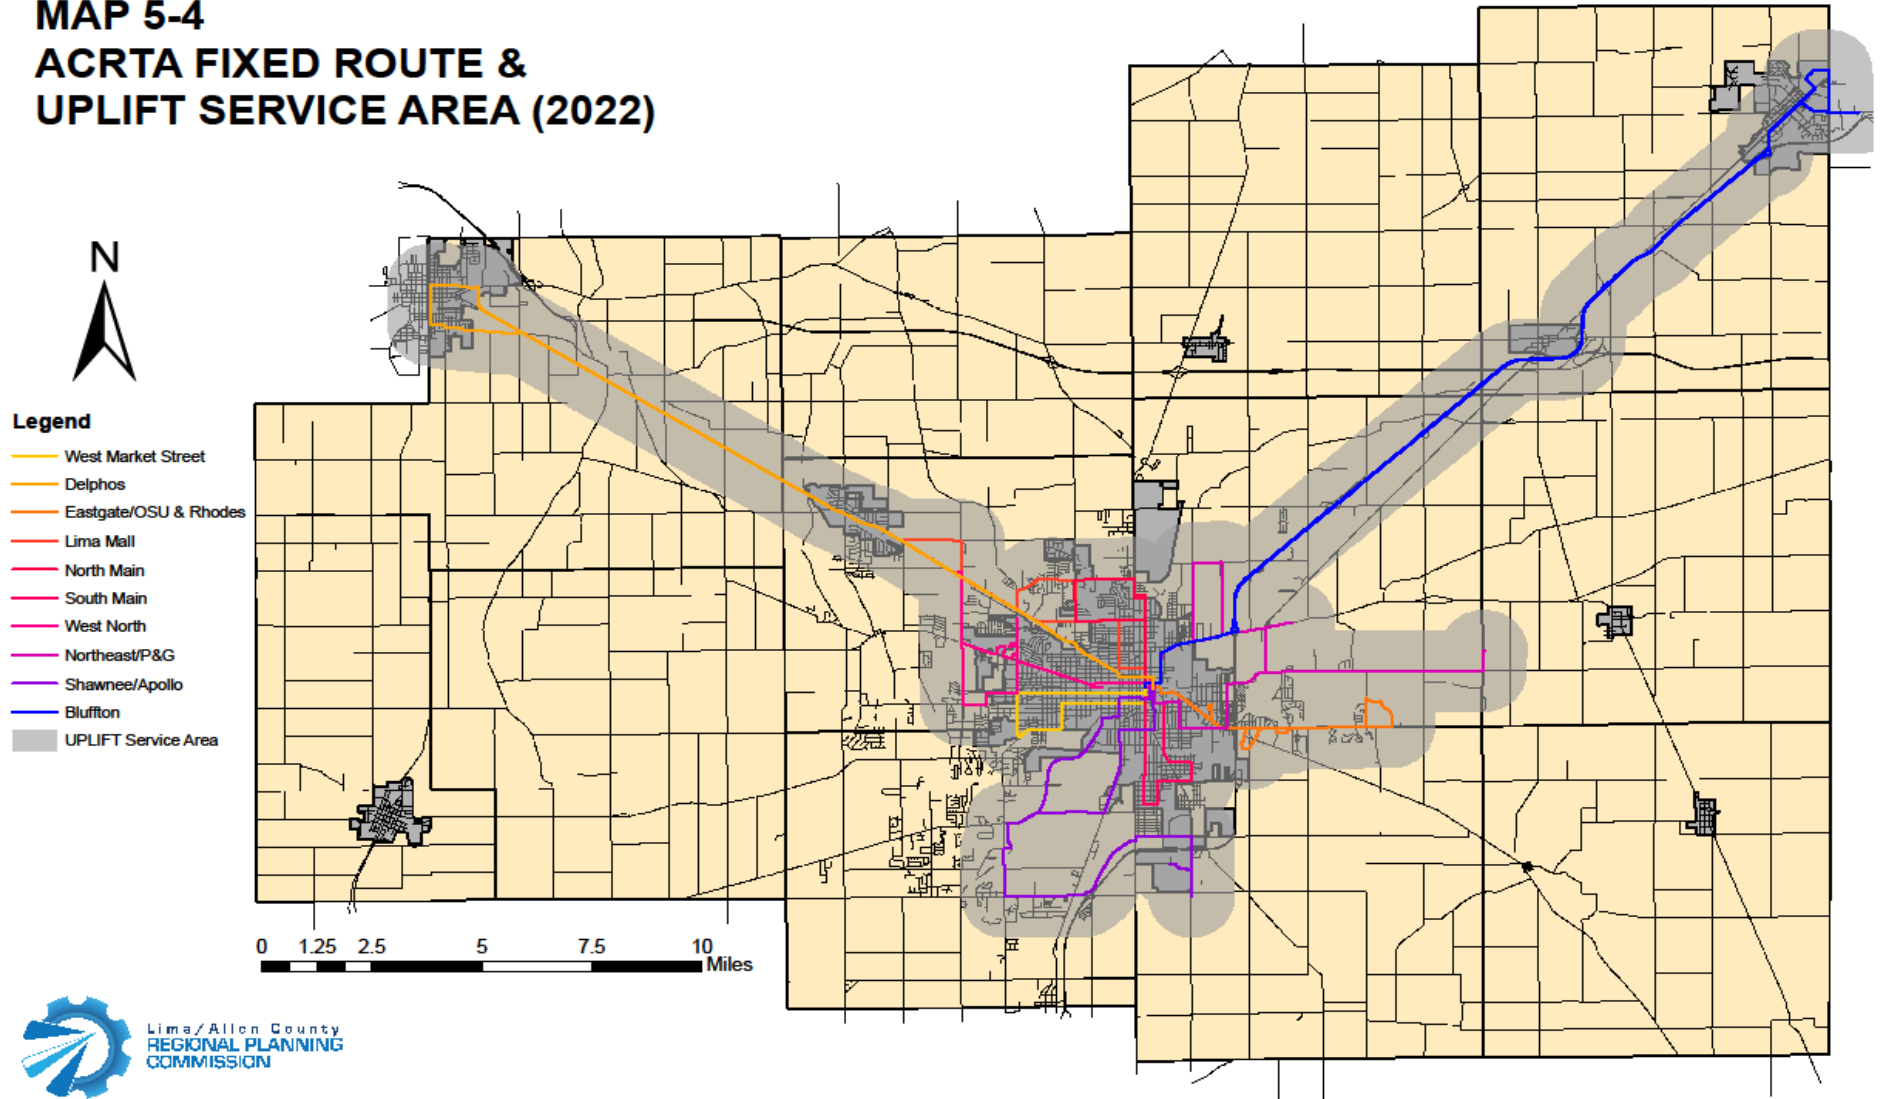 MAP 5-4
ACRTA FIXED ROUTE &
UPLIFT SERVICE AREA (2022)
N
Legend
West Market Street
Delphos
Eastgate/OSU & Rhodes
Lima Mall
North Main
South Main
West North
Northeast/P&G
Shawnee/Apollo
Bluffton
UPLIFT Service Area
0 1.25 2.5 5 7.5 10
Miles
Lima/Allen County
REGIONAL PLANNING
COMMISSION